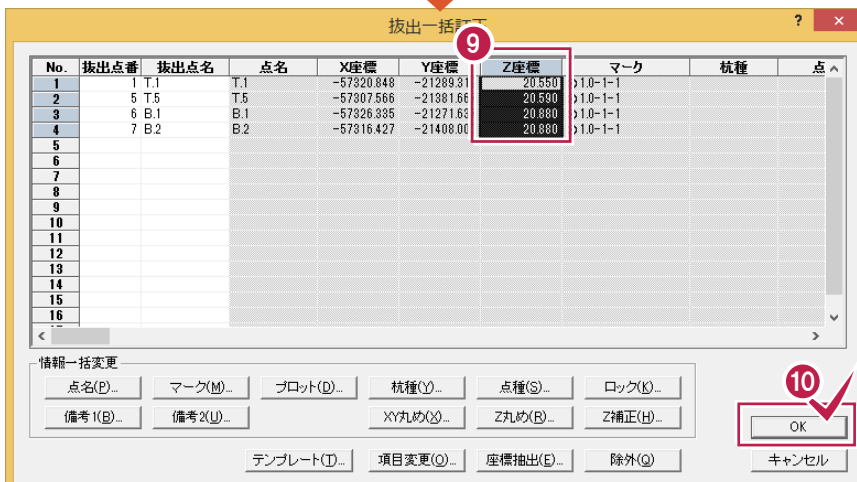 抜出一括訂正
? ×
9
No. 抜出点番 抜出点名 点名 X座標 Y座標 Z座標 マーク 杭種 点
1 1 T.1 T.1 -57320.848 -21289.31 20.550 1.0-1-1
2 5 T.5 T.5 -57307.566 -21381.66 20.590 1.0-1-1
3 6 B.1 B.1 -57326.335 -21271.63 20.880 1.0-1-1
4 7 B.2 B.2 -57316.427 -21408.00 20.880 1.0-1-1
5
6
7
8
9
10
11
12
13
14
15
16
情報一括変更
点名(P)... マーク(M)... プロット(D)... 杭種(Y)... 点種(S)... ロック(K)...
10
備考1(B)... 備考2(U)... XY丸め(X)... Z丸め(R)... Z補正(H)...
OK
テンプレート(T)... 項目変更(O)... 座標抽出(E)... 除外(Q) キャンセル